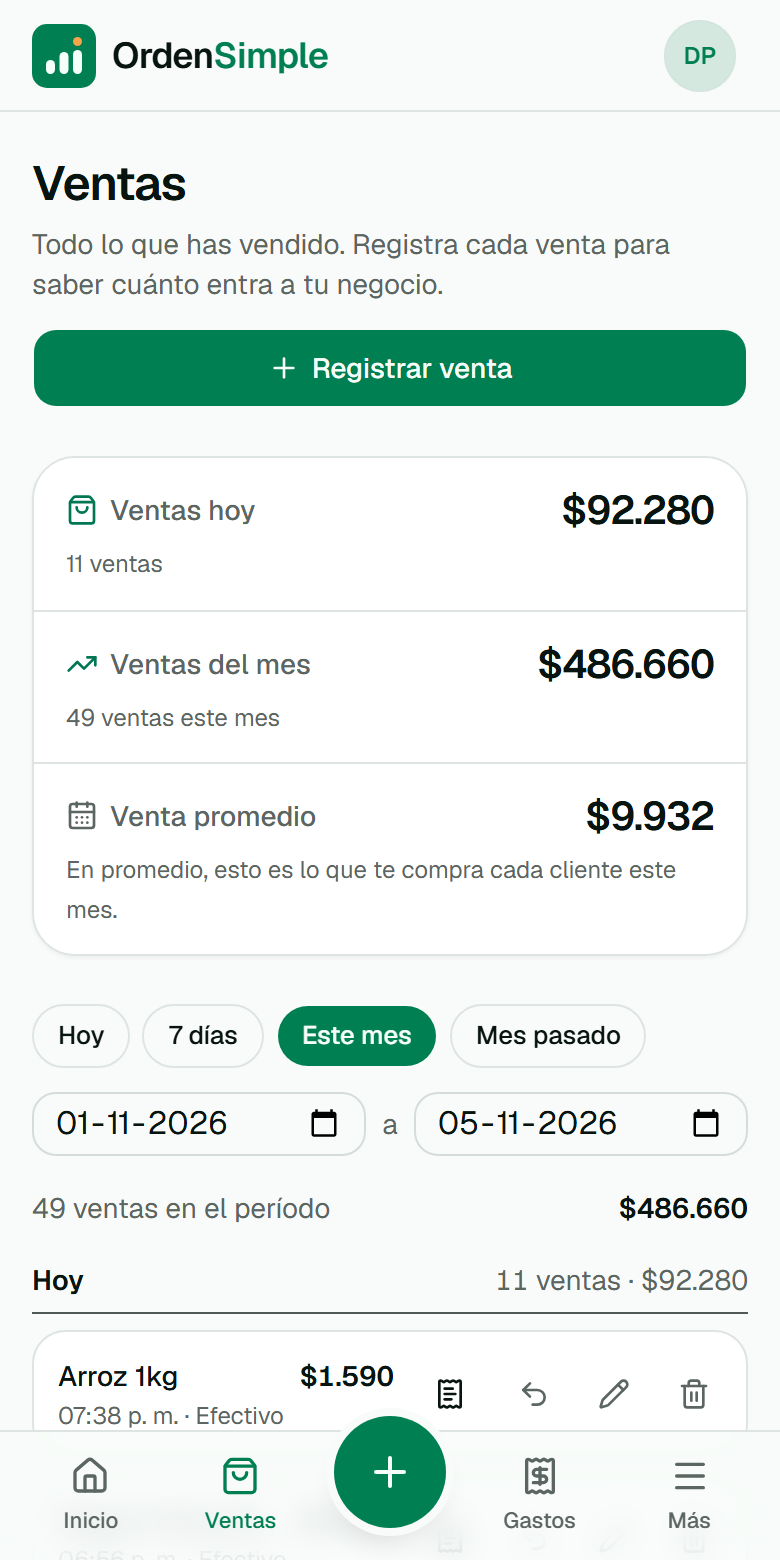 OrdenSimple
DP
Ventas
Todo lo que has vendido. Registra cada venta para
saber cuánto entra a tu negocio.
+ Registrar venta
Ventas hoy $92.280
11 ventas
Ventas del mes $486.660
49 ventas este mes
Venta promedio $9.932
En promedio, esto es lo que te compra cada cliente este
mes.
Hoy 7 días Este mes Mes pasado
01-11-2026 a 05-11-2026
49 ventas en el período $486.660
Hoy 11 ventas · $92.280
Arroz 1kg $1.590
07:38 p. m. · Efectivo
Inicio Ventas Gastos Más
06:56 p. m. · Efectivo